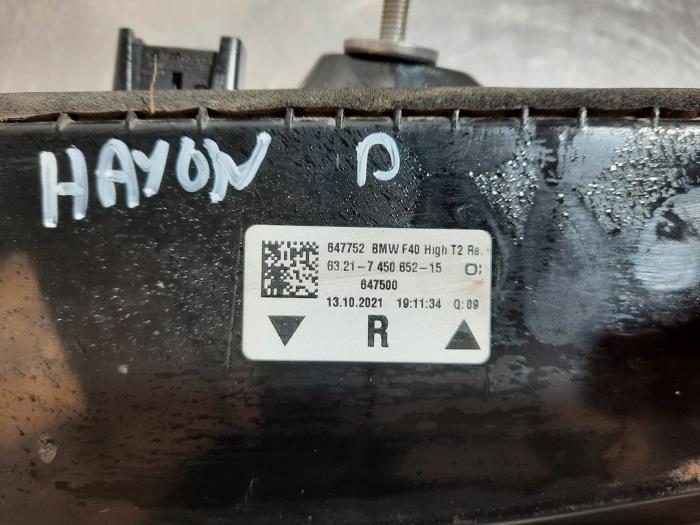 HAYON D
647752 BMW F40 High T2 Re.
63.21-7 450 652-15 O:
647500
13.10.2021 19:11:34 Q:09
R